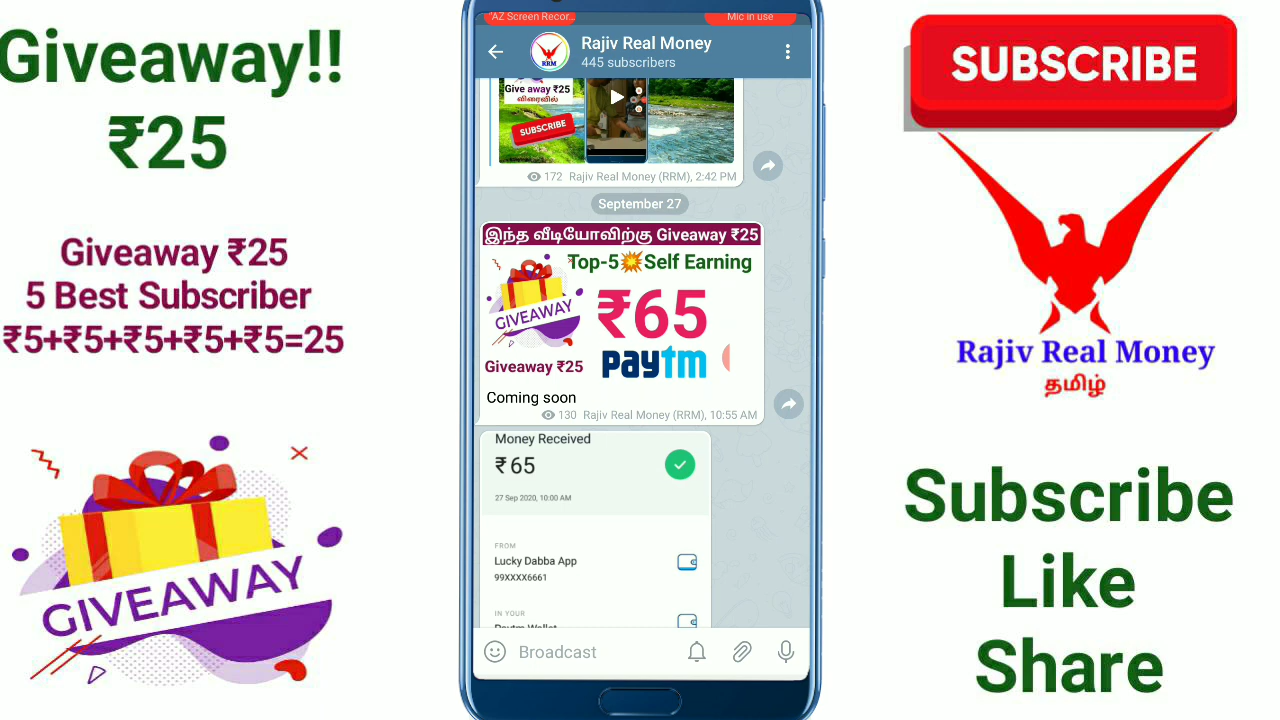 Giveaway!!
₹25
Giveaway ₹25
5 Best Subscriber
₹5+₹5+₹5+₹5+₹5=25
GIVEAWAY
"AZ Screen Recor...
Mic in use
Rajiv Real Money
445 subscribers
RRM
Give away ₹25
விரைவில்
SUBSCRIBE
172 Rajiv Real Money (RRM), 2:42 PM
September 27
இந்த வீடியோவிற்கு Giveaway ₹25
Top-5💥Self Earning
GIVEAWAY
₹65
Giveaway ₹25
paytm
Coming soon
130 Rajiv Real Money (RRM), 10:55 AM
Money Received
₹65
27 Sep 2020, 10:00 AM
FROM
Lucky Dabba App
99XXXX6661
IN YOUR
Paytm Wallet
Broadcast
SUBSCRIBE
Rajiv Real Money
தமிழ்
Subscribe
Like
Share